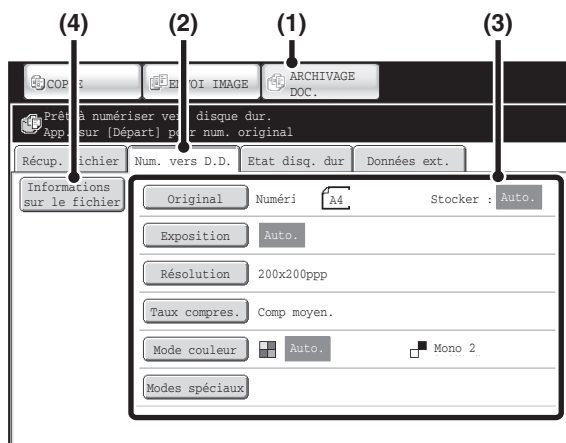 (4) (2) (1) (3)
COPIE ENVOI IMAGE ARCHIVAGE
DOC.
Prêt à numériser vers disque dur.
App. sur [Départ] pour num. original
Récup. fichier Num. vers D.D. Etat disq. dur Données ext.
Informations
sur le fichier
Original Numéri A4 Stocker : Auto.
Exposition Auto.
Résolution 200x200ppp
Taux compres. Comp moyen.
Mode couleur Auto. Mono 2
Modes spéciaux